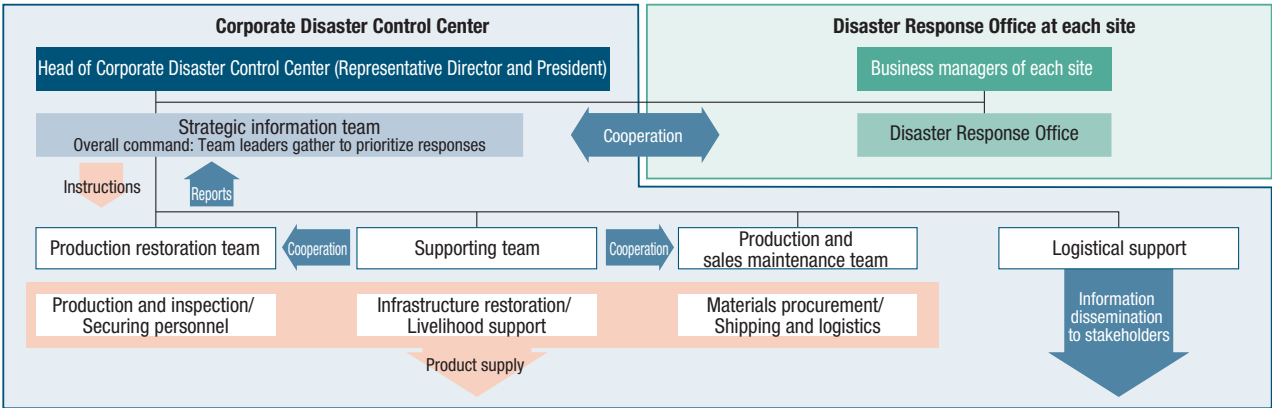 Corporate Disaster Control Center
Disaster Response Office at each site
Head of Corporate Disaster Control Center (Representative Director and President)
Business managers of each site
Strategic information team
Overall command: Team leaders gather to prioritize responses
Cooperation
Disaster Response Office
Instructions
Reports
Production restoration team
Cooperation
Supporting team
Cooperation
Production and
sales maintenance team
Logistical support
Production and inspection/
Securing personnel
Infrastructure restoration/
Livelihood support
Materials procurement/
Shipping and logistics
Information
dissemination
to stakeholders
Product supply